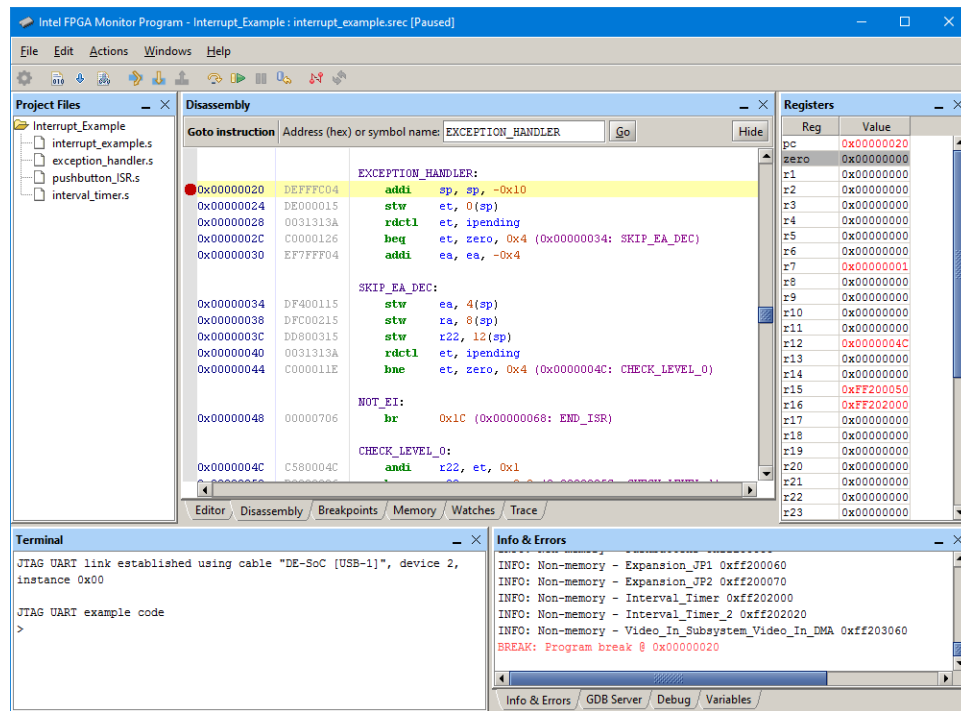 Intel FPGA Monitor Program - Interrupt_Example : interrupt_example.srec [Paused]
File Edit Actions Windows Help
Project Files
Interrupt_Example
interrupt_example.s
exception_handler.s
pushbutton_ISR.s
interval_timer.s
Disassembly
Goto instruction Address (hex) or symbol name: EXCEPTION_HANDLER Go Hide
EXCEPTION_HANDLER:
0x00000020 DEFFFC04 addi sp, sp, -0x10
0x00000024 DE000015 stw et, 0(sp)
0x00000028 0031313A rdctl et, ipending
0x0000002C C0000126 beq et, zero, 0x4 (0x00000034: SKIP_EA_DEC)
0x00000030 EF7FFF04 addi ea, ea, -0x4
SKIP_EA_DEC:
0x00000034 DF400115 stw ea, 4(sp)
0x00000038 DFC00215 stw ra, 8(sp)
0x0000003C DD800315 stw r22, 12(sp)
0x00000040 0031313A rdctl et, ipending
0x00000044 C000011E bne et, zero, 0x4 (0x0000004C: CHECK_LEVEL_0)
NOT_EI:
0x00000048 00000706 br 0x1C (0x00000068: END_ISR)
CHECK_LEVEL_0:
0x0000004C C580004C andi r22, et, 0x1
Editor Disassembly Breakpoints Memory Watches Trace
Registers
Reg Value
pc 0x00000020
zero 0x00000000
r1 0x00000000
r2 0x00000000
r3 0x00000000
r4 0x00000000
r5 0x00000000
r6 0x00000000
r7 0x00000001
r8 0x00000000
r9 0x00000000
r10 0x00000000
r11 0x00000000
r12 0x0000004C
r13 0x00000000
r14 0x00000000
r15 0xFF200050
r16 0xFF202000
r17 0x00000000
r18 0x00000000
r19 0x00000000
r20 0x00000000
r21 0x00000000
r22 0x00000000
r23 0x00000000
Terminal
JTAG UART link established using cable "DE-SoC [USB-1]", device 2,
instance 0x00
JTAG UART example code
>
Info & Errors
INFO: Non-memory - Expansion_JP1 0xff200060
INFO: Non-memory - Expansion_JP2 0xff200070
INFO: Non-memory - Interval_Timer 0xff202000
INFO: Non-memory - Interval_Timer_2 0xff202020
INFO: Non-memory - Video_In_Subsystem_Video_In_DMA 0xff203060
BREAK: Program break @ 0x00000020
Info & Errors GDB Server Debug Variables